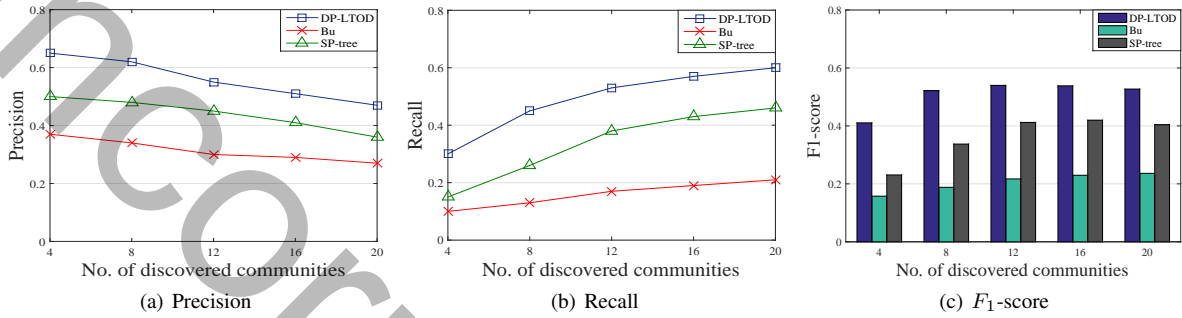 0.8
0.6
0.4
0.2
0
Precision
4
8
12
16
20
No. of discovered communities
DP-LTOD
Bu
SP-tree
(a) Precision
0.8
0.6
0.4
0.2
0
Recall
4
8
12
16
20
No. of discovered communities
DP-LTOD
Bu
SP-tree
(b) Recall
0.8
0.6
0.4
0.2
0
F1-score
4
8
12
16
20
No. of discovered communities
DP-LTOD
Bu
SP-tree
(c) F1-score